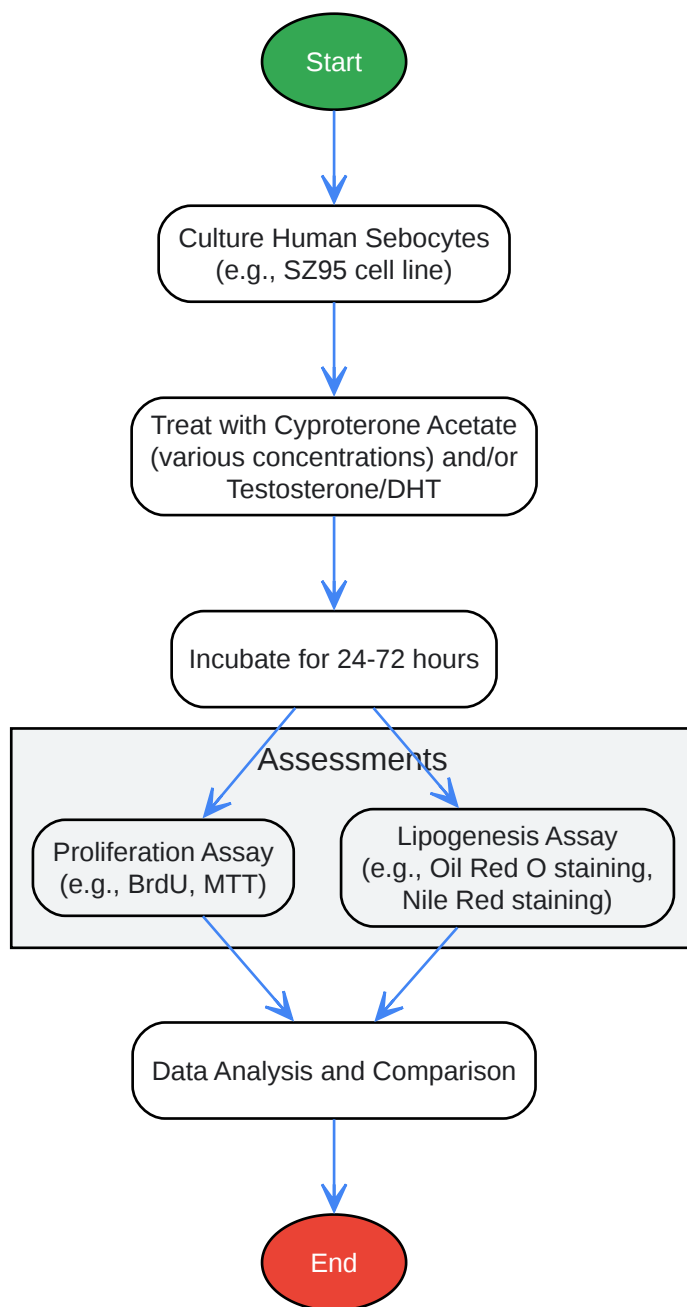 Start
Culture Human Sebocytes
(e.g., SZ95 cell line)
Treat with Cyproterone Acetate
(various concentrations) and/or
Testosterone/DHT
Incubate for 24-72 hours
Assessments
Proliferation Assay
(e.g., BrdU, MTT)
Lipogenesis Assay
(e.g., Oil Red O staining,
Nile Red staining)
Data Analysis and Comparison
End